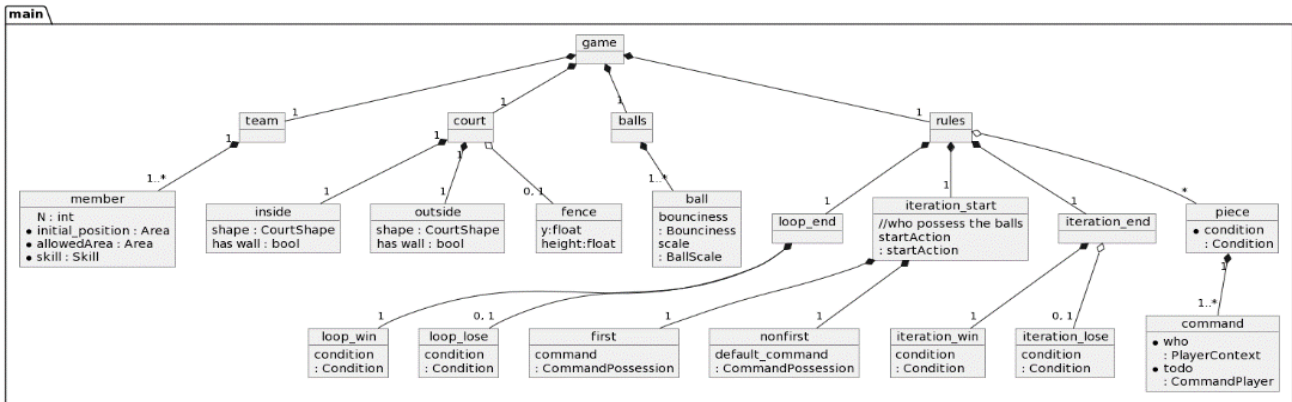 main
game
1
1
1
1
team
court
balls
rules
1
1
1
1..*
1
1
0, 1
1..*
1
1
1
*
member
N : int
initial_position : Area
allowedArea : Area
skill : Skill
inside
shape : CourtShape
has wall : bool
outside
shape : CourtShape
has wall : bool
fence
y:float
height:float
ball
bounciness
: Bounciness
scale
: BallScale
loop_end
iteration_start
//who possess the balls
startAction
: startAction
iteration_end
piece
condition
: Condition
1
1
0, 1
1
1
1
0, 1
1..*
loop_win
condition
: Condition
loop_lose
condition
: Condition
first
command
: CommandPossession
nonfirst
default_command
: CommandPossession
iteration_win
condition
: Condition
iteration_lose
condition
: Condition
command
who
: PlayerContext
todo
: CommandPlayer